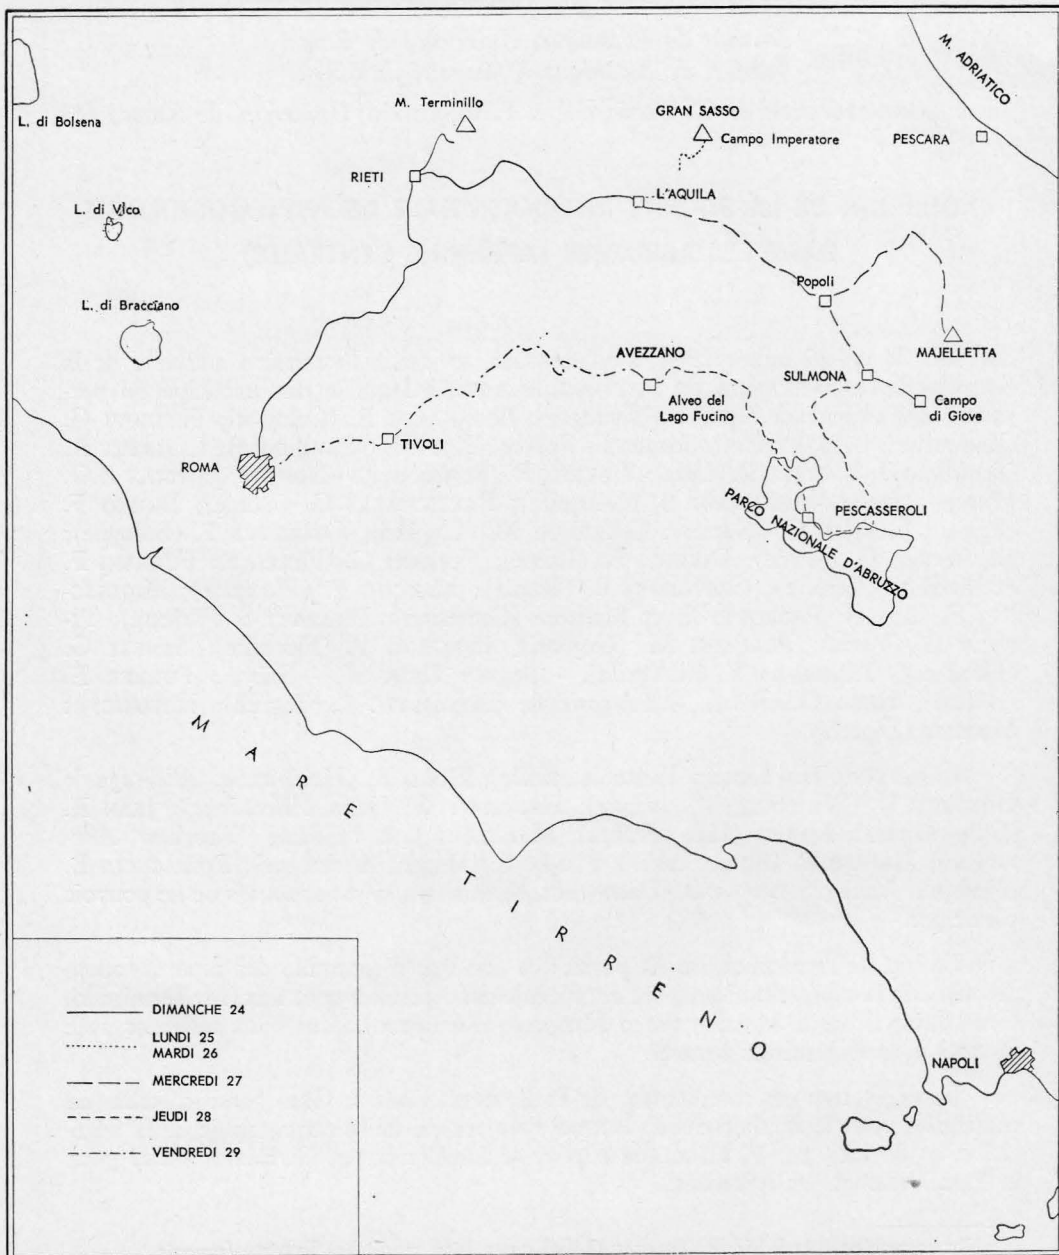 M. ADRIATICO
L. di Bolsena
M. Terminillo
GRAN SASSO
Campo Imperatore
PESCARA
RIETI
L'AQUILA
L. di Vico
Popoli
L. di Bracciano
MAJELLETTA
AVEZZANO
SULMONA
Alveo del
Lago Fucino
Campo
di Giove
TIVOLI
ROMA
PESCASSEROLI
PARCO NAZIONALE
D'ABRUZZO
MARE TIRRENO
NAPOLI
DIMANCHE 24
LUNDI 25
MARDI 26
MERCREDI 27
JEUDI 28
VENDREDI 29